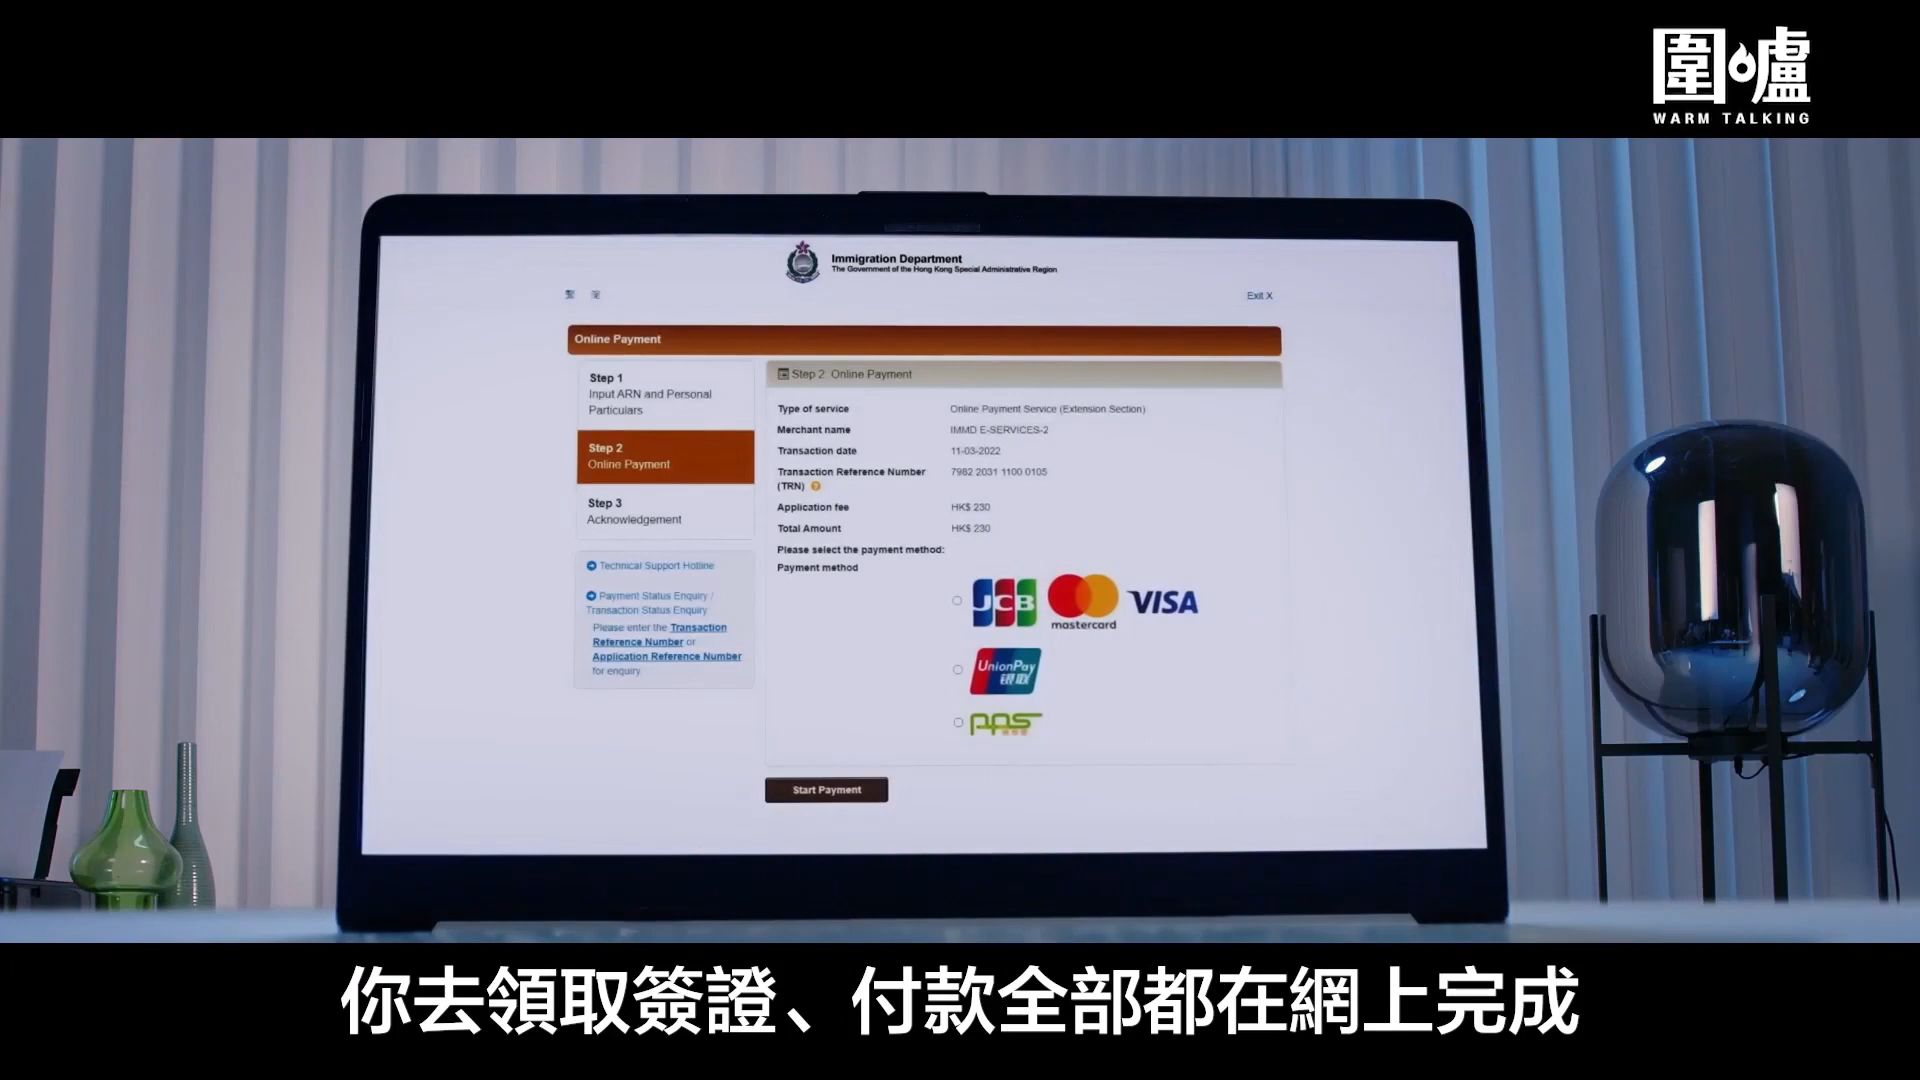 圍爐
WARM TALKING
Immigration Department
The Government of the Hong Kong Special Administrative Region
繁 简
Exit X
Online Payment
Step 1
Input ARN and Personal
Particulars
Step 2
Online Payment
Step 3
Acknowledgement
Technical Support Hotline
Payment Status Enquiry /
Transaction Status Enquiry
Please enter the Transaction
Reference Number or
Application Reference Number
for enquiry
Step 2 Online Payment
Type of service Online Payment Service (Extension Section)
Merchant name IMMD E-SERVICES-2
Transaction date 11-03-2022
Transaction Reference Number 7982 2031 1100 0105
(TRN) ?
Application fee HK$ 230
Total Amount HK$ 230
Please select the payment method:
Payment method
JCB mastercard VISA
UnionPay
银联
PPS
Start Payment
你去領取簽證、付款全部都在網上完成